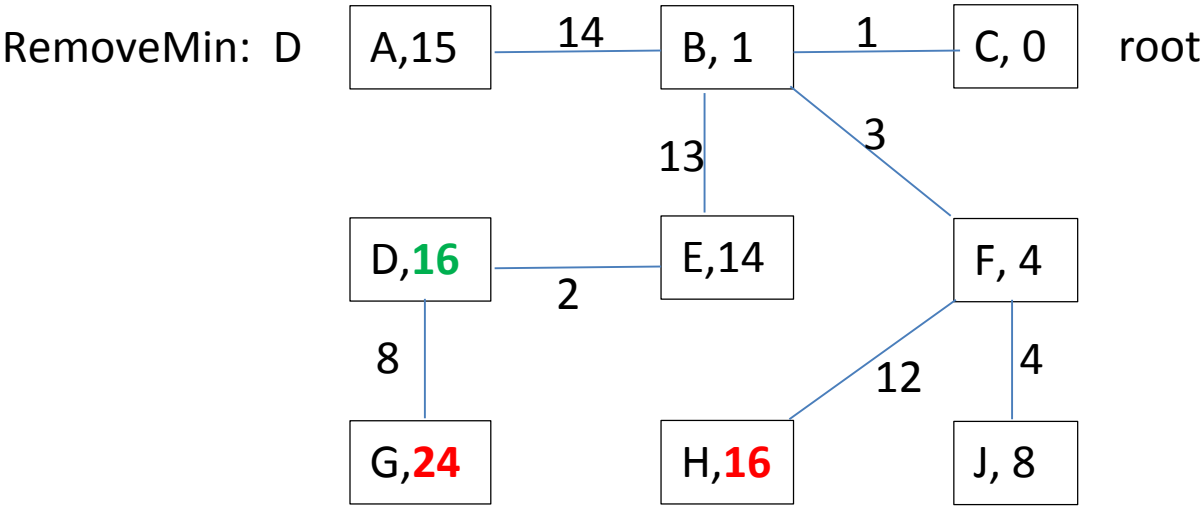 RemoveMin: D
A,15
14
B, 1
1
C, 0
root
13
3
D,16
2
E,14
F, 4
8
12
4
G,24
H,16
J, 8